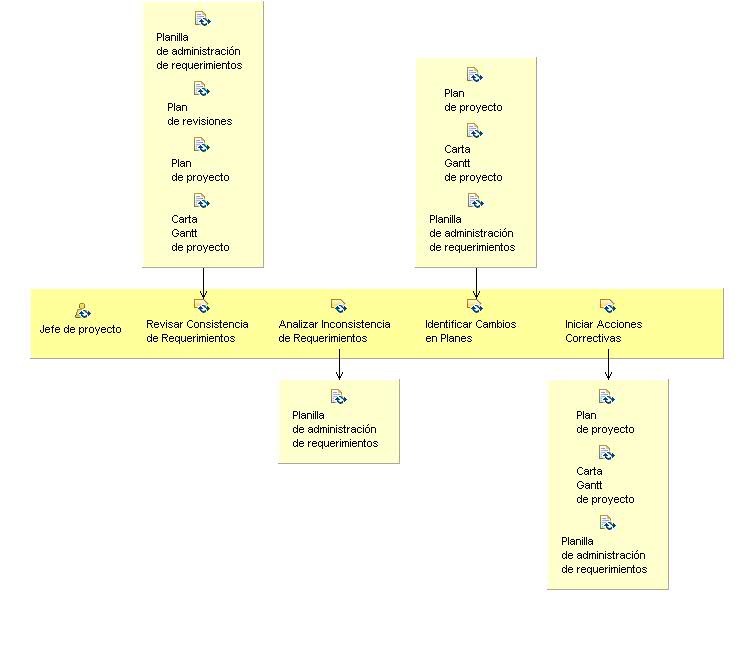 Planilla
de administración
de requerimientos
Plan
de revisiones
Plan
de proyecto
Carta
Gantt
de proyecto
Plan
de proyecto
Carta
Gantt
de proyecto
Planilla
de administración
de requerimientos
Jefe de proyecto
Revisar Consistencia
de Requerimientos
Analizar Inconsistencia
de Requerimientos
Identificar Cambios
en Planes
Iniciar Acciones
Correctivas
Planilla
de administración
de requerimientos
Plan
de proyecto
Carta
Gantt
de proyecto
Planilla
de administración
de requerimientos